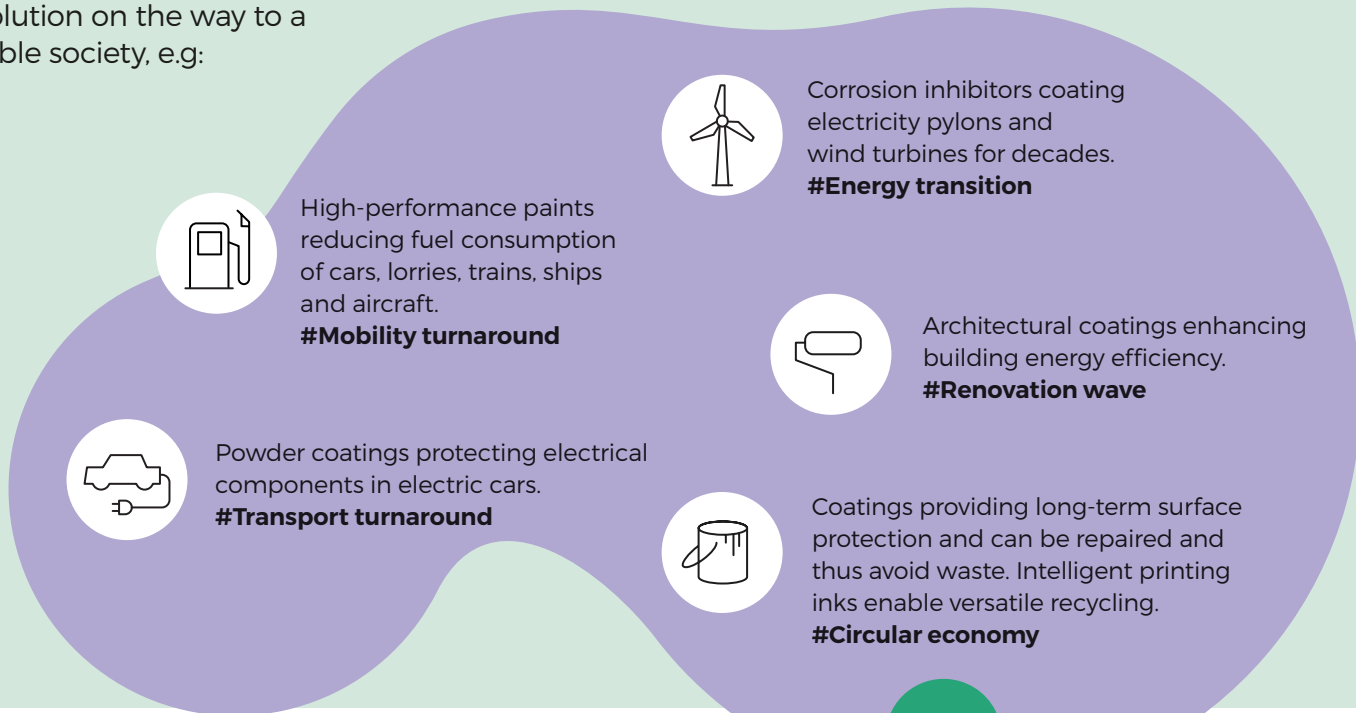 olution on the way to a
ble society, e.g:
Corrosion inhibitors coating
electricity pylons and
wind turbines for decades.
#Energy transition
High-performance paints
reducing fuel consumption
of cars, lorries, trains, ships
and aircraft.
#Mobility turnaround
Architectural coatings enhancing
building energy efficiency.
#Renovation wave
Powder coatings protecting electrical
components in electric cars.
#Transport turnaround
Coatings providing long-term surface
protection and can be repaired and
thus avoid waste. Intelligent printing
inks enable versatile recycling.
#Circular economy